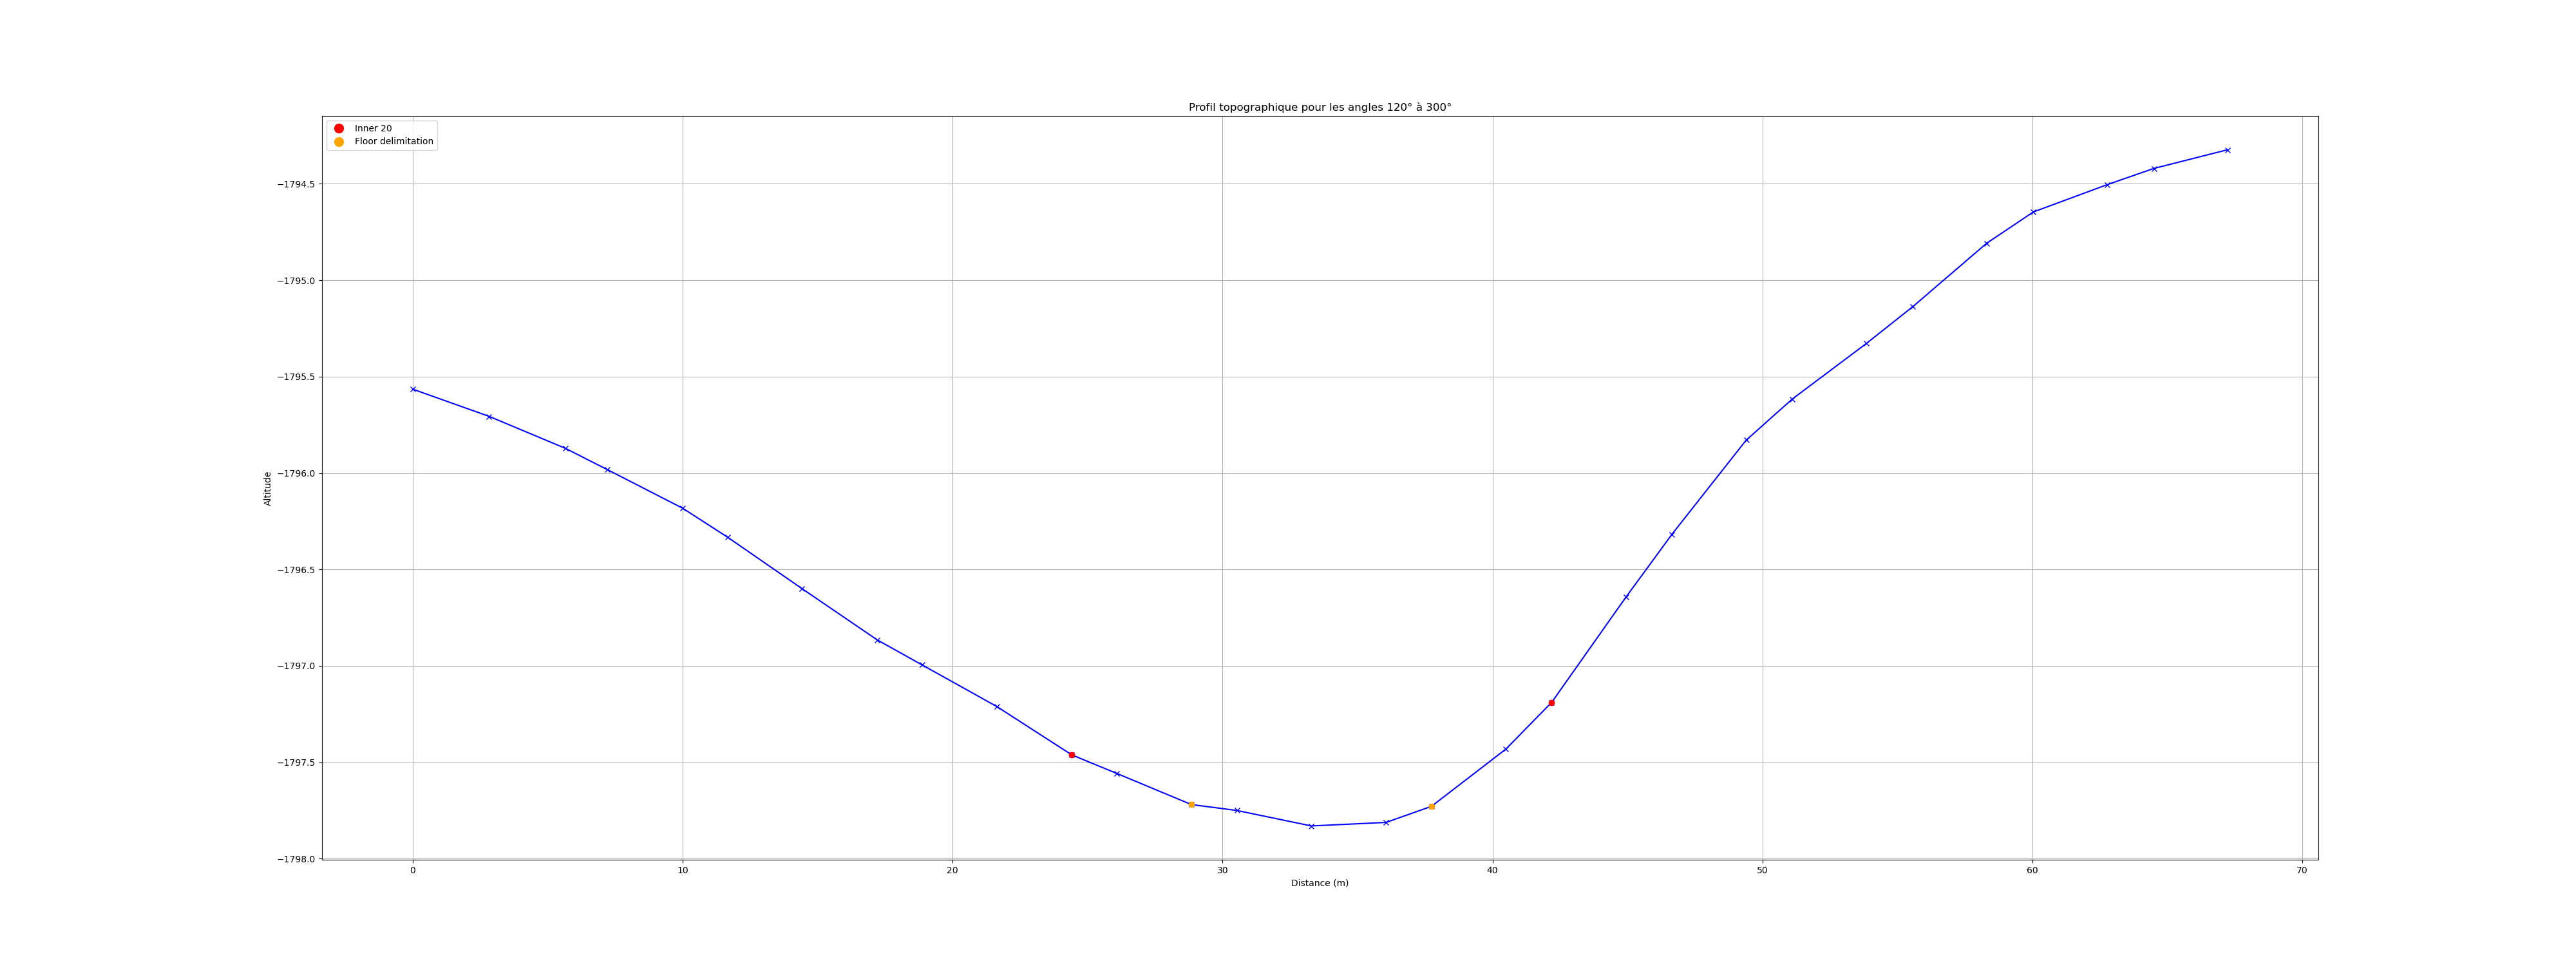 Profil topographique pour les angles 120° à 300°
Inner 20
Floor delimitation
−1794.5
−1795.0
−1795.5
−1796.0
−1796.5
−1797.0
−1797.5
−1798.0
Altitude
0 10 20 30 40 50 60 70
Distance (m)